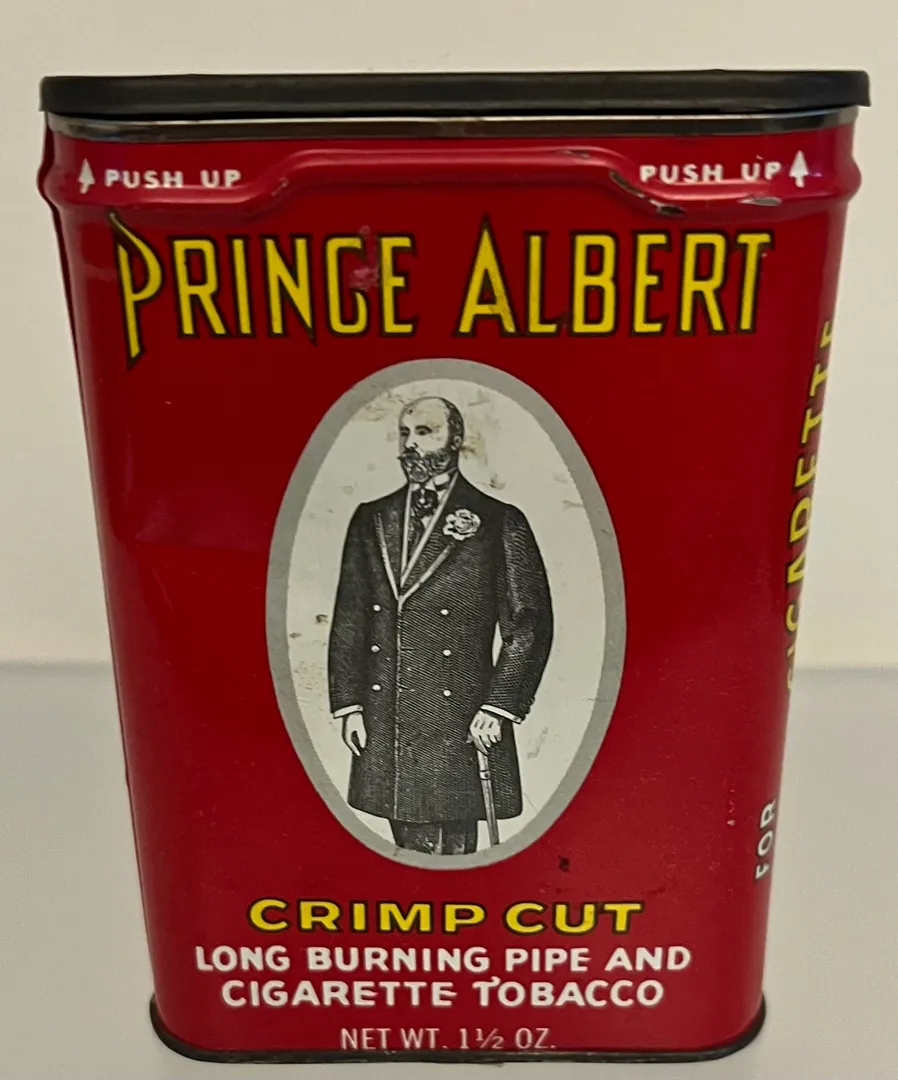 PUSH UP
PUSH UP
PRINCE ALBERT
CRIMP CUT
LONG BURNING PIPE AND
CIGARETTE TOBACCO
NET WT. 1½ OZ.
FOR CIGARETTE